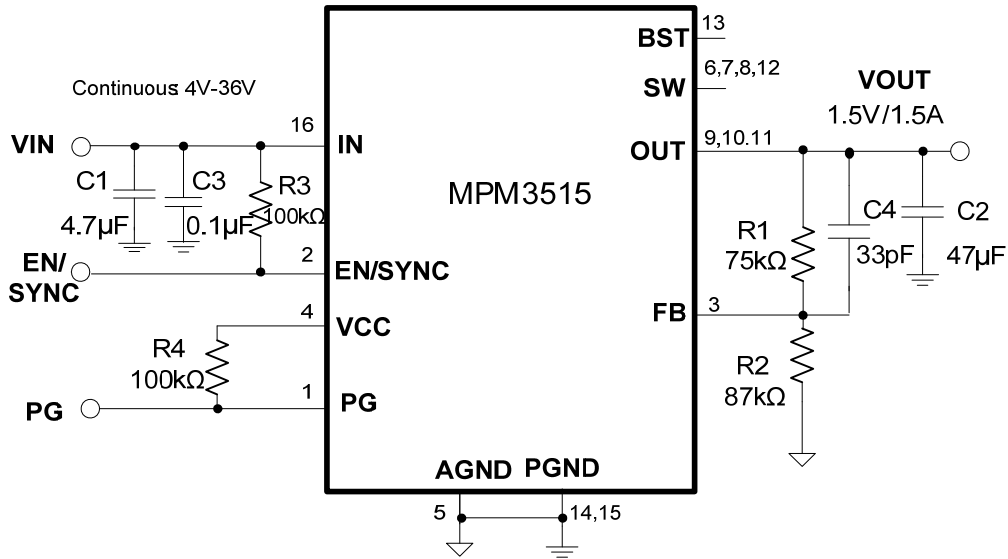 13
BST
6,7,8,12
SW
VOUT
1.5V/1.5A
9,10.11
OUT
Continuous: 4V-36V
16
VIN
IN
MPM3515
C1
4.7µF
C3
0.1µF
R3
100kΩ
R1
75kΩ
C4
33pF
C2
47µF
EN/
SYNC
2
EN/SYNC
4
VCC
3
FB
R4
100kΩ
R2
87kΩ
1
PG
PG
AGND
PGND
5
14,15